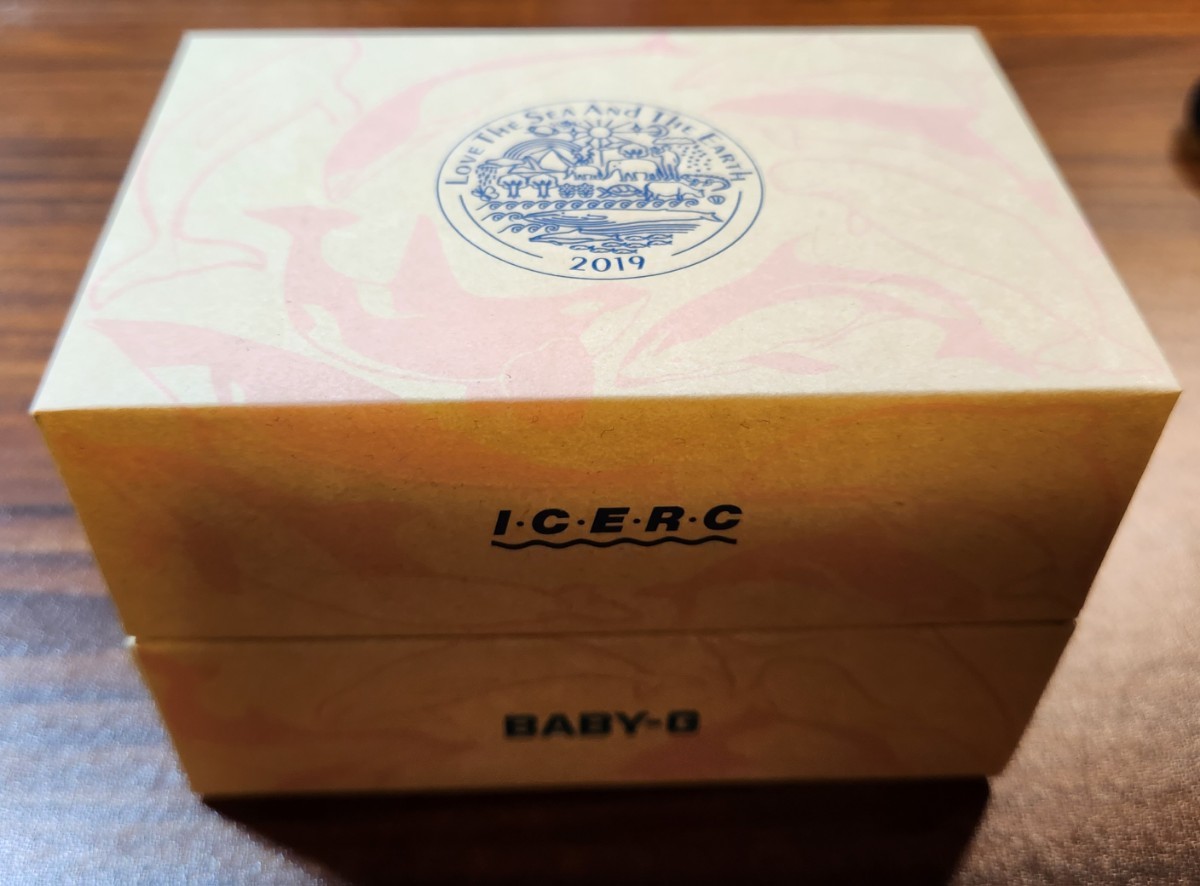 LOVE THE SEA AND THE EARTH
2019
I·C·E·R·C
BABY-G